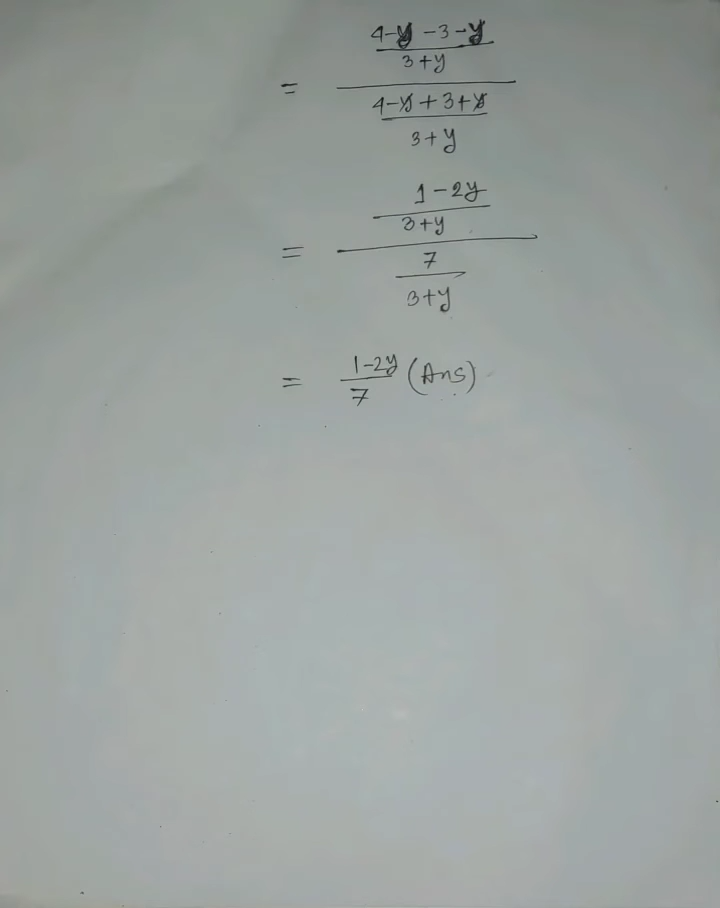 4-y-3-y
3+y
=
4-y+3+y
3+y
1-2y
3+y
=
7
3+y
= 1-2y
7 (Ans)